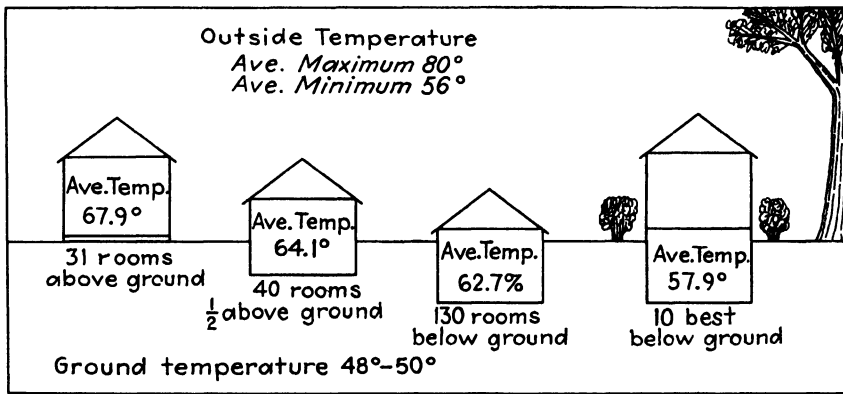 Outside Temperature
Ave. Maximum 80°
Ave. Minimum 56°
Ave.Temp.
67.9°
31 rooms
above ground
Ave.Temp.
64.1°
40 rooms
½ above ground
Ave.Temp.
62.7%
130 rooms
below ground
Ave.Temp.
57.9°
10 best
below ground
Ground temperature 48°-50°